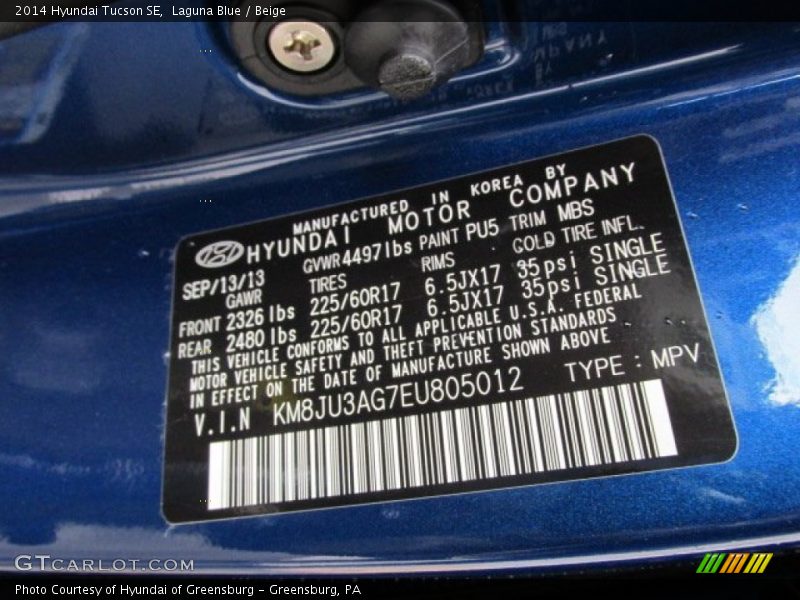 2014 Hyundai Tucson SE, Laguna Blue / Beige
MANUFACTURED IN KOREA BY
HYUNDAI MOTOR COMPANY
SEP/13/13 GVWR 4497lbs PAINT PU5 TRIM MBS
GAWR TIRES RIMS COLD TIRE INFL.
FRONT 2326 lbs 225/60R17 6.5JX17 35psi SINGLE
REAR 2480 lbs 225/60R17 6.5JX17 35psi SINGLE
THIS VEHICLE CONFORMS TO ALL APPLICABLE U.S.A. FEDERAL
MOTOR VEHICLE SAFETY AND THEFT PREVENTION STANDARDS
IN EFFECT ON THE DATE OF MANUFACTURE SHOWN ABOVE
V.I.N KM8JU3AG7EU805012 TYPE : MPV
GTCARLOT.COM
Photo Courtesy of Hyundai of Greensburg - Greensburg, PA